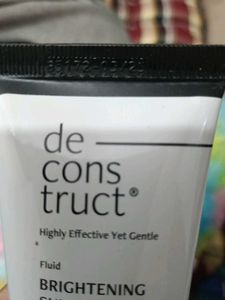 de
cons
truct®
Highly Effective Yet Gentle
Fluid
BRIGHTENING